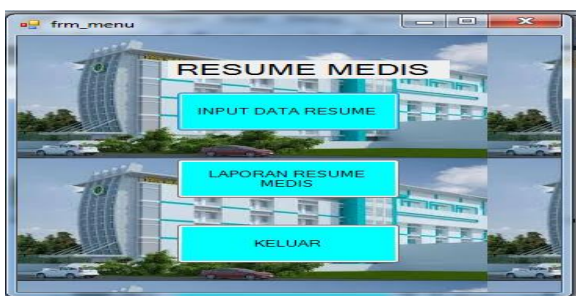 frm_menu
RESUME MEDIS
INPUT DATA RESUME
LAPORAN RESUME
MEDIS
KELUAR